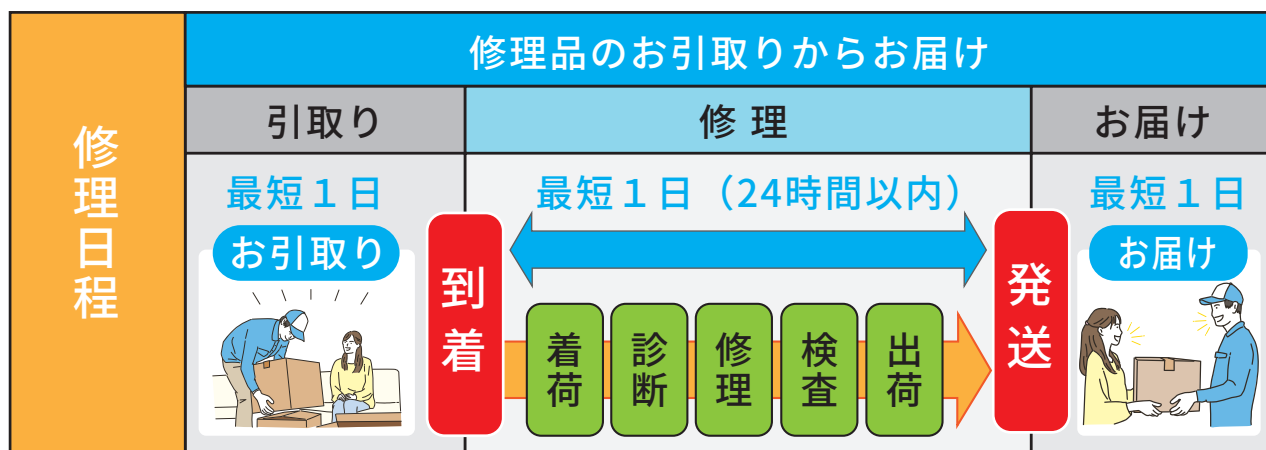 修理日程
修理品のお引取りからお届け
引取り
修 理
お届け
最短１日
最短１日（24時間以内）
最短１日
お引取り
到着
着荷
診断
修理
検査
出荷
発送
お届け